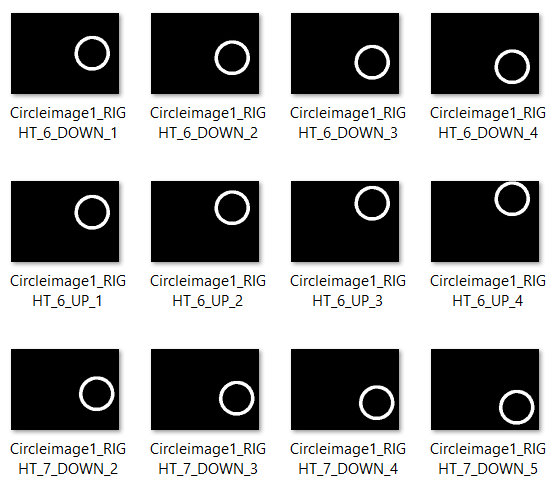 Circleimage1_RIG Circleimage1_RIG Circleimage1_RIG Circleimage1_RIG
HT_6_DOWN_1 HT_6_DOWN_2 HT_6_DOWN_3 HT_6_DOWN_4
Circleimage1_RIG Circleimage1_RIG Circleimage1_RIG Circleimage1_RIG
HT_6_UP_1 HT_6_UP_2 HT_6_UP_3 HT_6_UP_4
Circleimage1_RIG Circleimage1_RIG Circleimage1_RIG Circleimage1_RIG
HT_7_DOWN_2 HT_7_DOWN_3 HT_7_DOWN_4 HT_7_DOWN_5